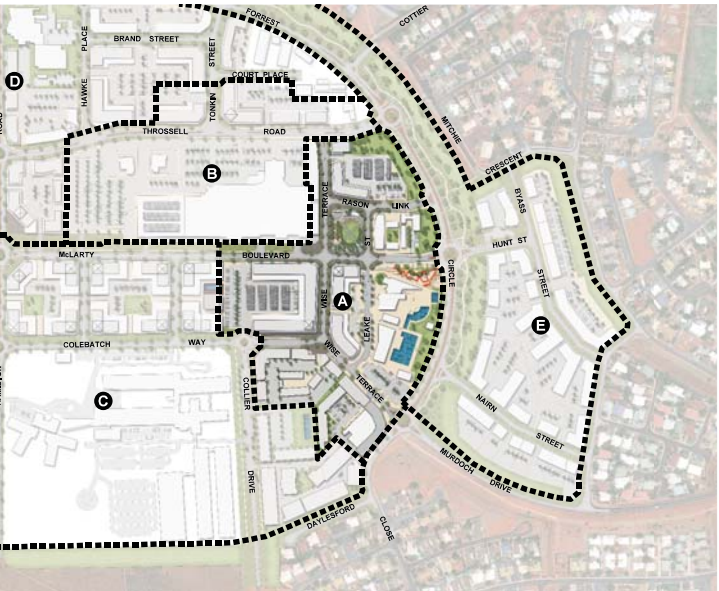 COTTIER
FORREST
PLACE
BRAND STREET
STREET
D
COURT PLACE
HAWKE
TONKIN
ROAD
THROSSELL ROAD
MITCHIE
CRESCENT
B
BYASS
TERRACE
RASON LINK
ST
HUNT ST
McLARTY
BOULEVARD
CIRCLE
STREET
WISE
A
LEAKE
E
COLEBATCH WAY
WISE
TERRACE
COLLIER
C
NAIRN
STREET
MURDOCH
DRIVE
DRIVE
DAYLESFORD
CLOSE